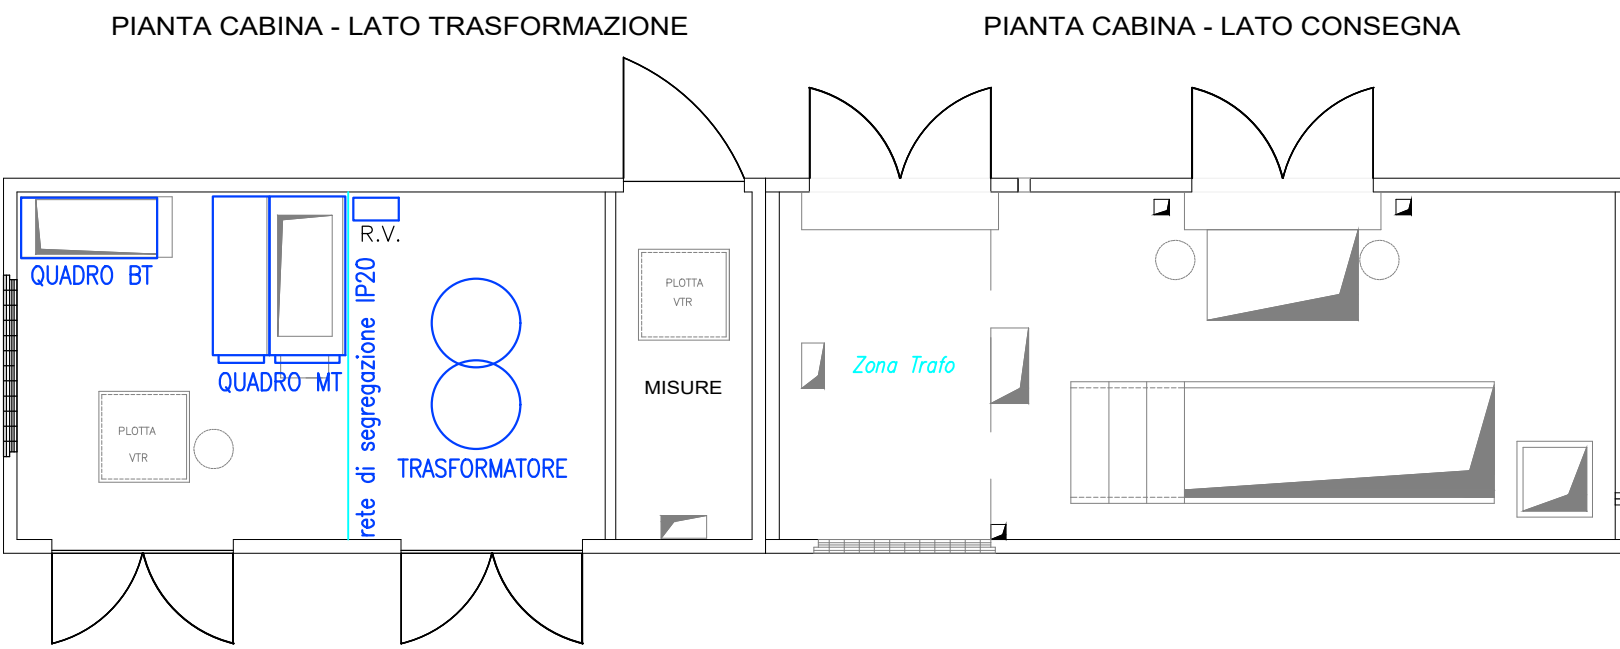 PIANTA CABINA - LATO TRASFORMAZIONE
PIANTA CABINA - LATO CONSEGNA
R.V.
QUADRO BT
rete di segregazione IP20
PLOTTA
VTR
Zona Trafo
QUADRO MT
MISURE
PLOTTA
VTR
TRASFORMATORE